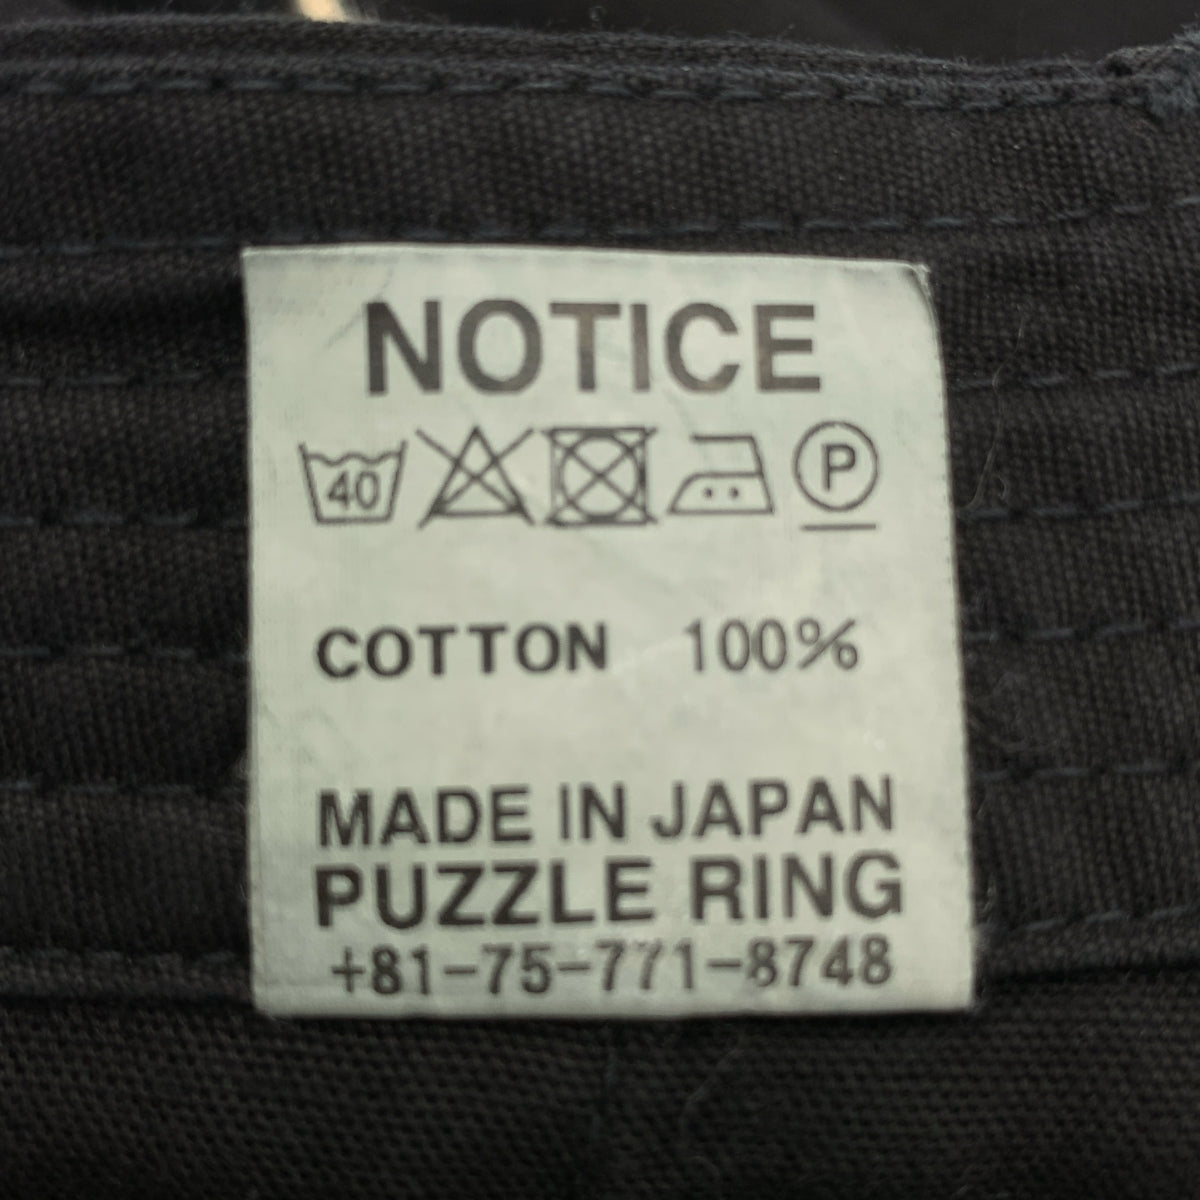 NOTICE
40 P
COTTON 100%
MADE IN JAPAN
PUZZLE RING
+81-75-771-8748